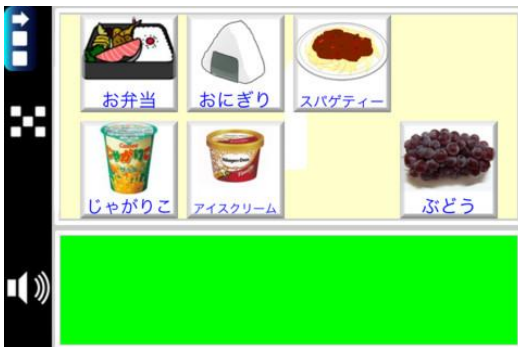 お弁当
おにぎり
スパゲティー
じゃがりこ
アイスクリーム
ぶどう